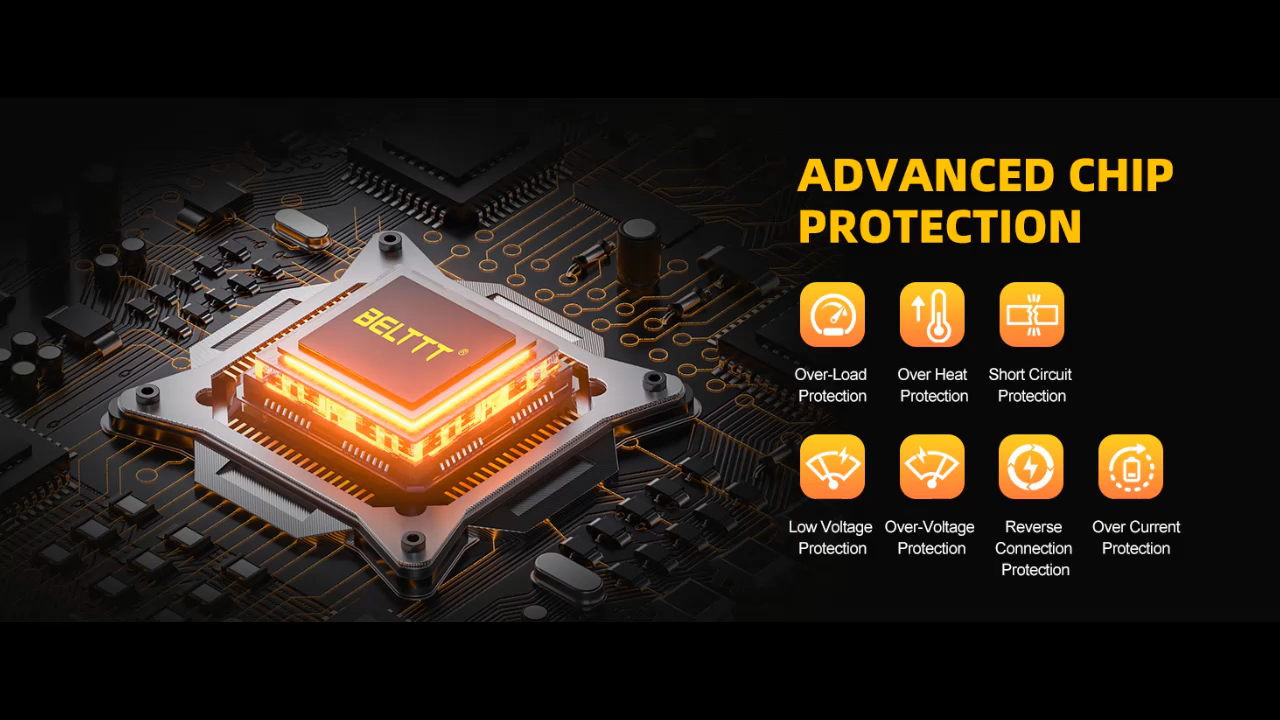 ADVANCED CHIP
PROTECTION
BELTTT ®
Over-Load
Protection
Over Heat
Protection
Short Circuit
Protection
Low Voltage
Protection
Over-Voltage
Protection
Reverse
Connection
Protection
Over Current
Protection